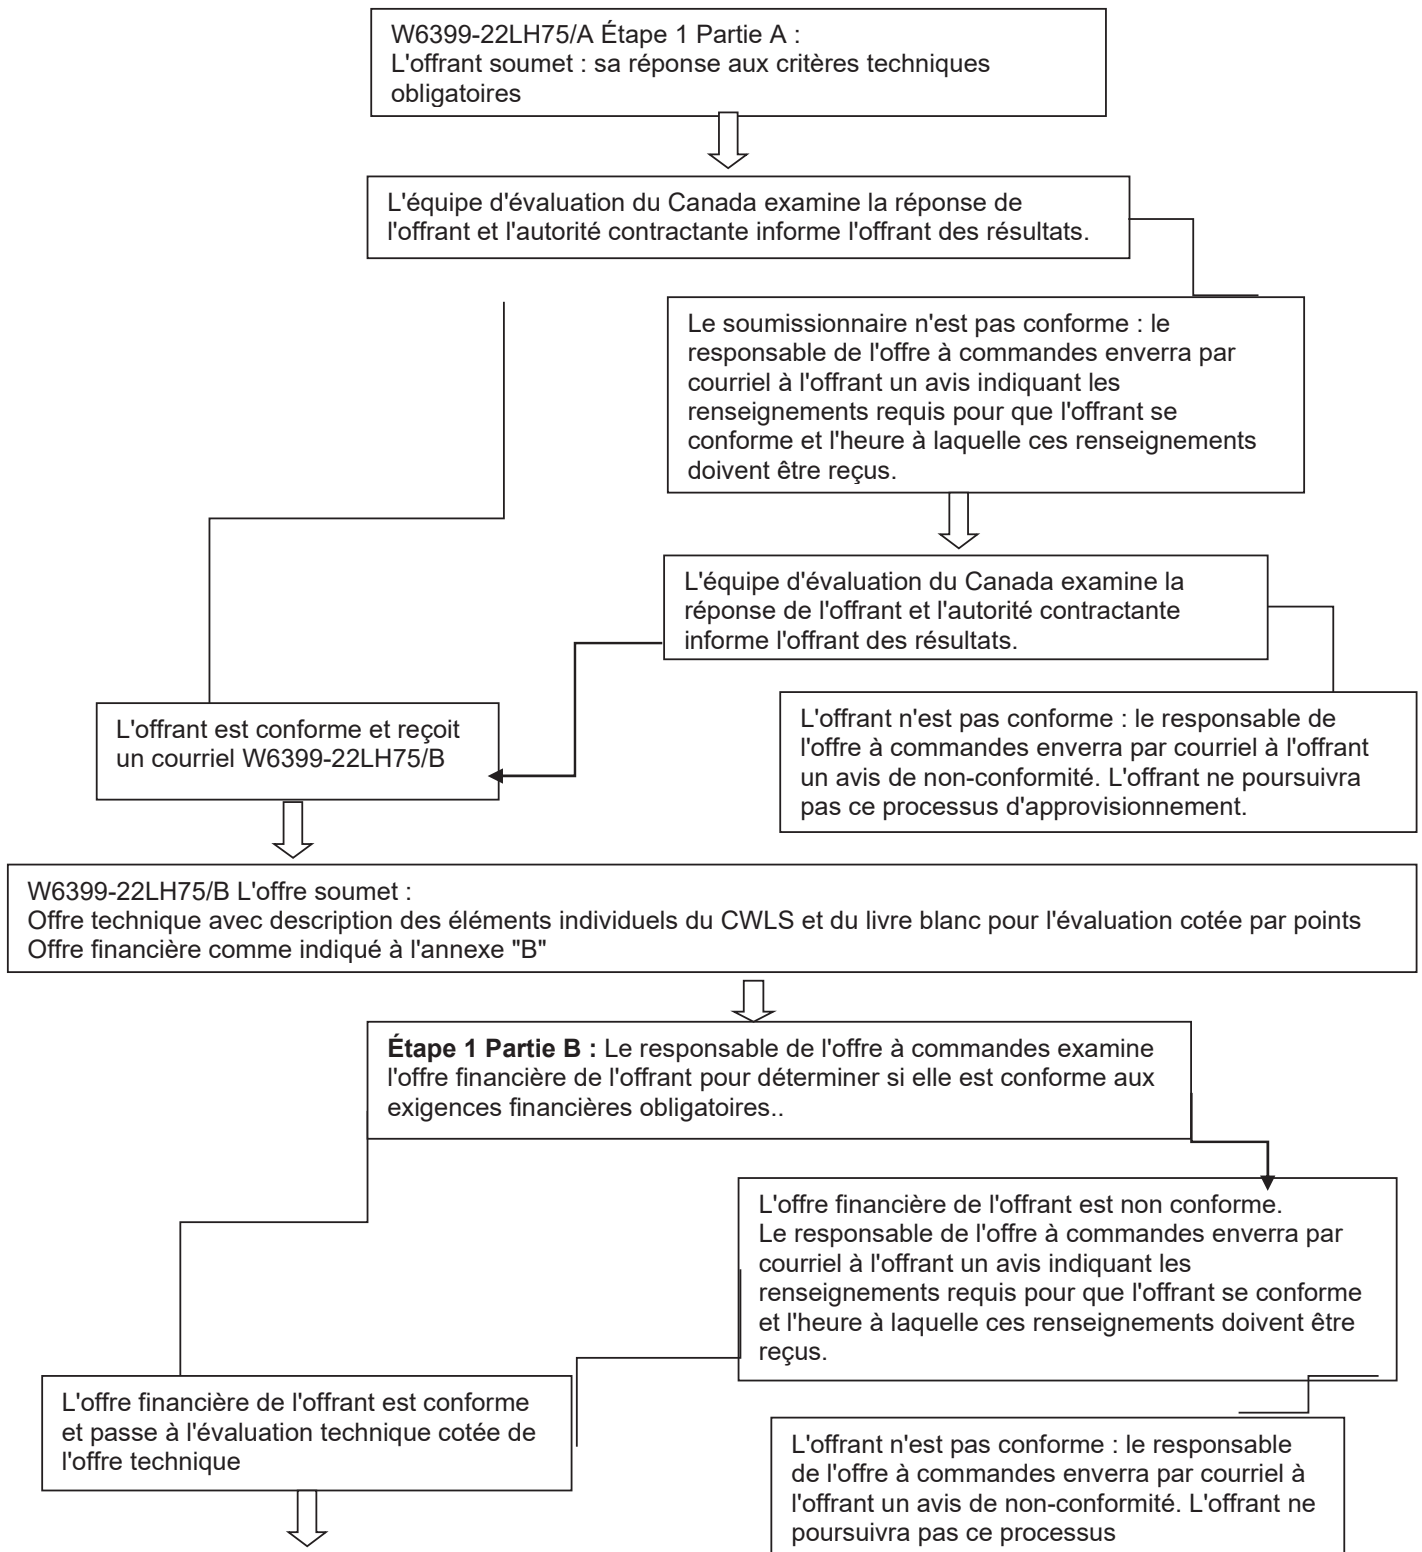 W6399-22LH75/A Étape 1 Partie A :
L'offrant soumet : sa réponse aux critères techniques
obligatoires
L'équipe d'évaluation du Canada examine la réponse de
l'offrant et l'autorité contractante informe l'offrant des résultats.
Le soumissionnaire n'est pas conforme : le
responsable de l'offre à commandes enverra par
courriel à l'offrant un avis indiquant les
renseignements requis pour que l'offrant se
conforme et l'heure à laquelle ces renseignements
doivent être reçus.
L'équipe d'évaluation du Canada examine la
réponse de l'offrant et l'autorité contractante
informe l'offrant des résultats.
L'offrant est conforme et reçoit
un courriel W6399-22LH75/B
L'offrant n'est pas conforme : le responsable de
l'offre à commandes enverra par courriel à l'offrant
un avis de non-conformité. L'offrant ne poursuivra
pas ce processus d'approvisionnement.
W6399-22LH75/B L'offre soumet :
Offre technique avec description des éléments individuels du CWLS et du livre blanc pour l'évaluation cotée par points
Offre financière comme indiqué à l'annexe "B"
Étape 1 Partie B : Le responsable de l'offre à commandes examine
l'offre financière de l'offrant pour déterminer si elle est conforme aux
exigences financières obligatoires..
L'offre financière de l'offrant est non conforme.
Le responsable de l'offre à commandes enverra par
courriel à l'offrant un avis indiquant les
renseignements requis pour que l'offrant se conforme
et l'heure à laquelle ces renseignements doivent être
reçus.
L'offre financière de l'offrant est conforme
et passe à l'évaluation technique cotée de
l'offre technique
L'offrant n'est pas conforme : le responsable
de l'offre à commandes enverra par courriel à
l'offrant un avis de non-conformité. L'offrant ne
poursuivra pas ce processus